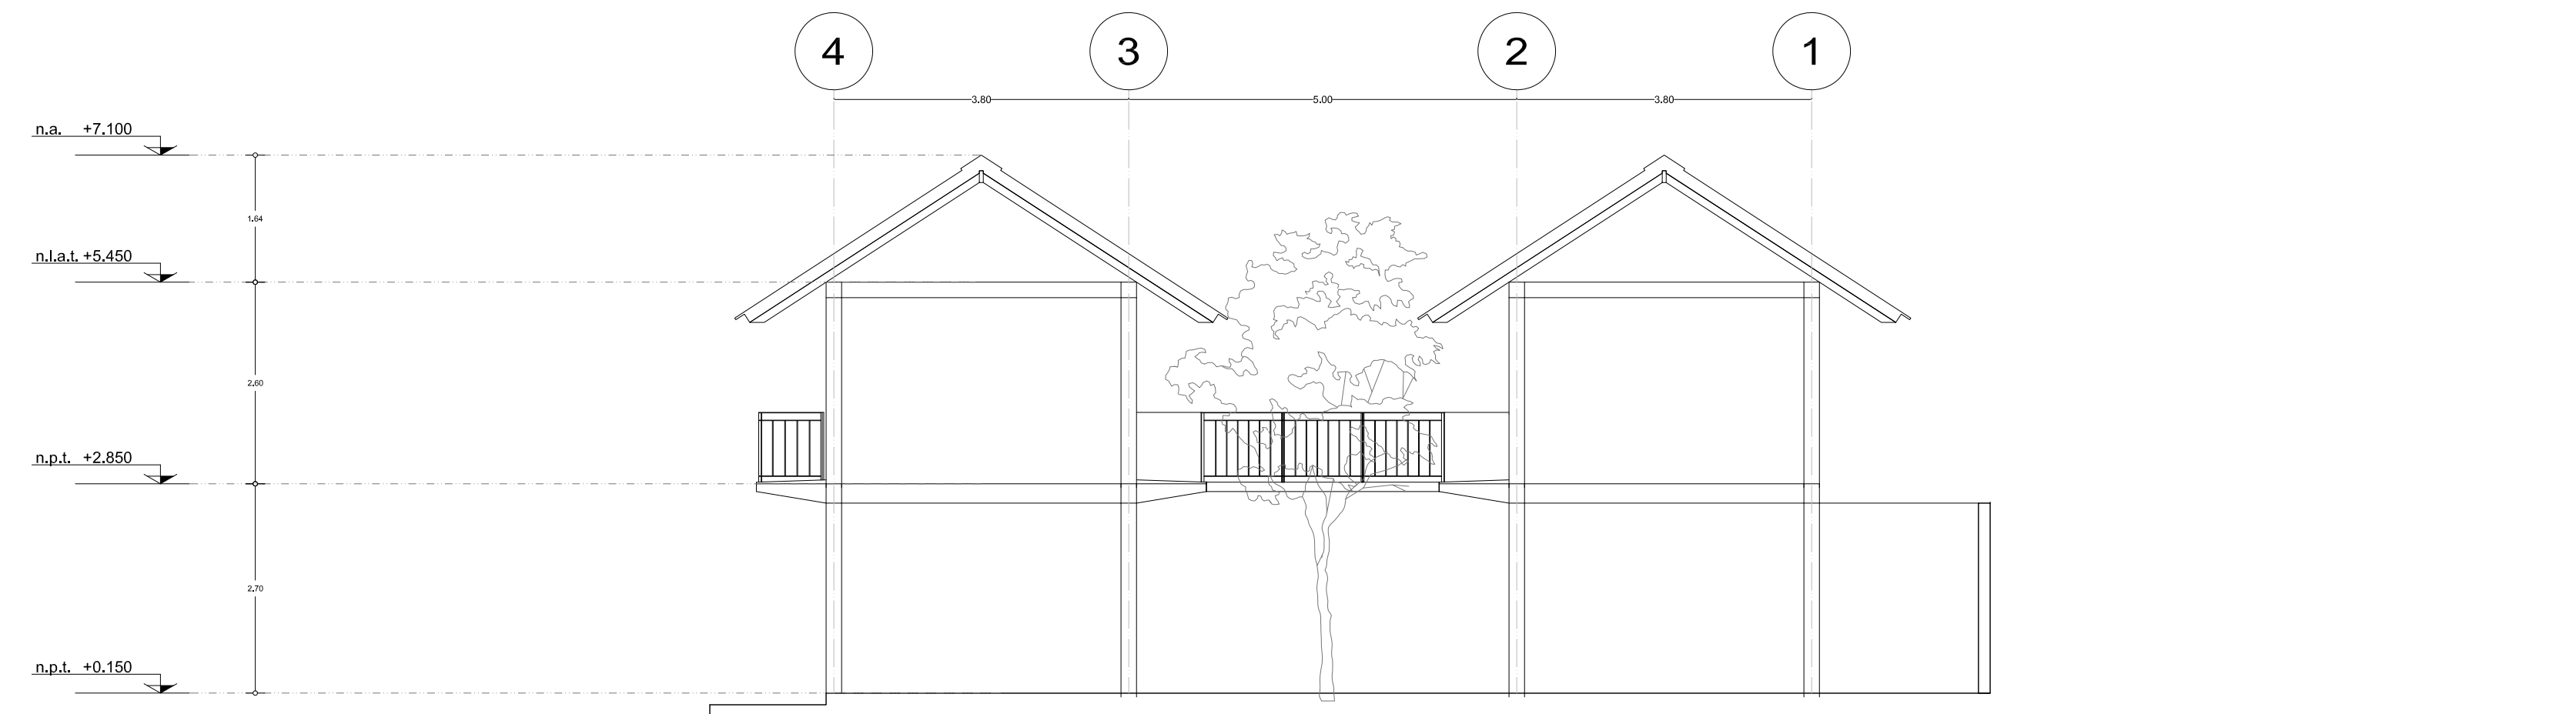 4 3 2 1
3.80 5.00 3.80
n.a. +7.100
1.64
n.l.a.t. +5.450
2.60
n.p.t. +2.850
2.70
n.p.t. +0.150